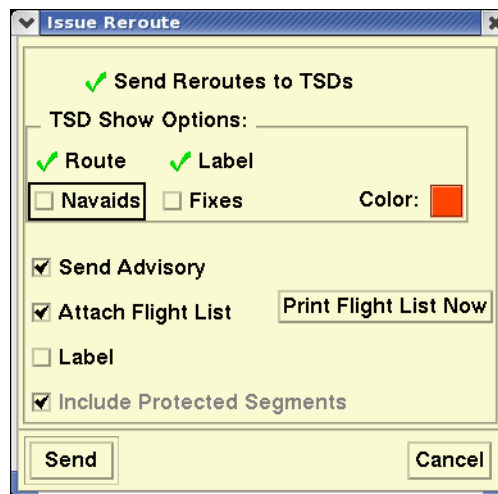 Issue Reroute
Send Reroutes to TSDs
TSD Show Options:
Route Label
Navaids Fixes Color:
Send Advisory
Attach Flight List Print Flight List Now
Label
Include Protected Segments
Send Cancel